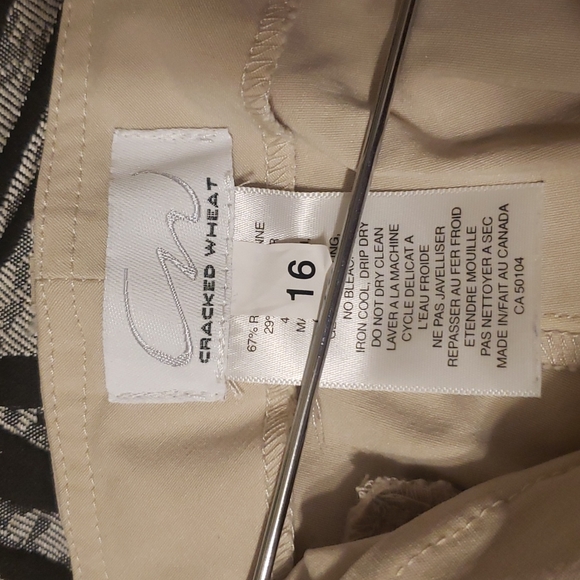 CRACKED WHEAT
16
67%
4
NO
IRON COOL, DRIP DRY
DO NOT DRY CLEAN
LAVER A LA MACHINE
CYCLE DELICAT A
L'EAU FROIDE
NE PAS JAVELLISER
REPASSER AU FER FROID
ETENDRE MOUILLE
PAS NETTOYER A SEC
MADE IN/FAIT AU CANADA
CA 50104